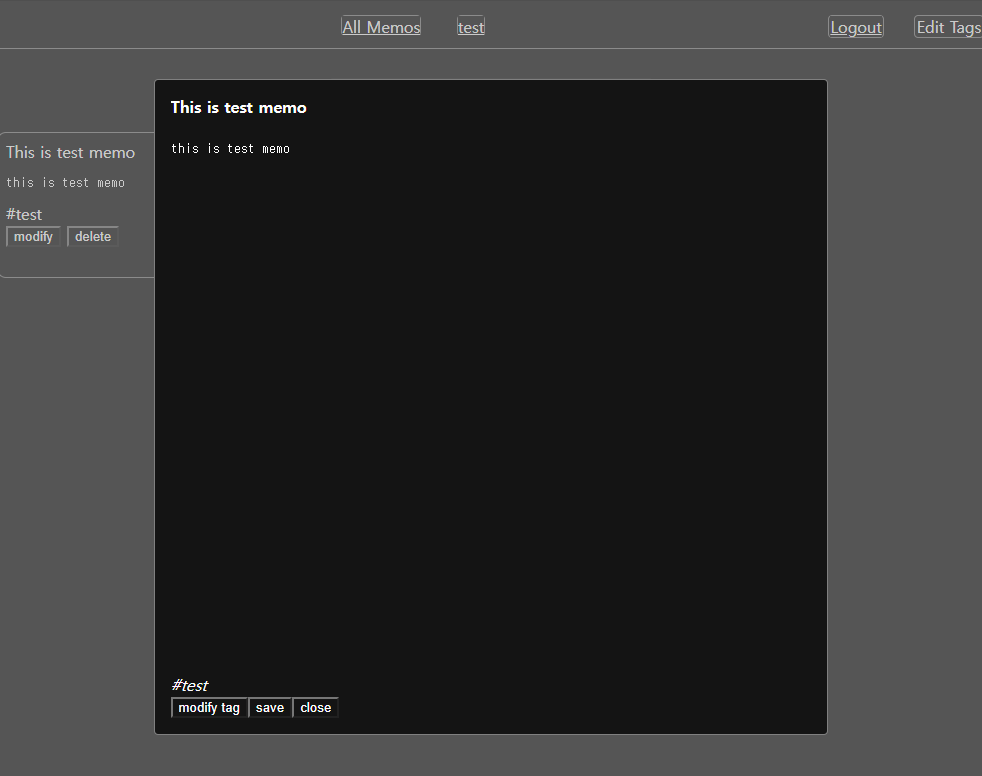 All Memos test Logout Edit Tags
This is test memo
this is test memo
#test
modify delete
This is test memo
this is test memo
#test
modify tag save close